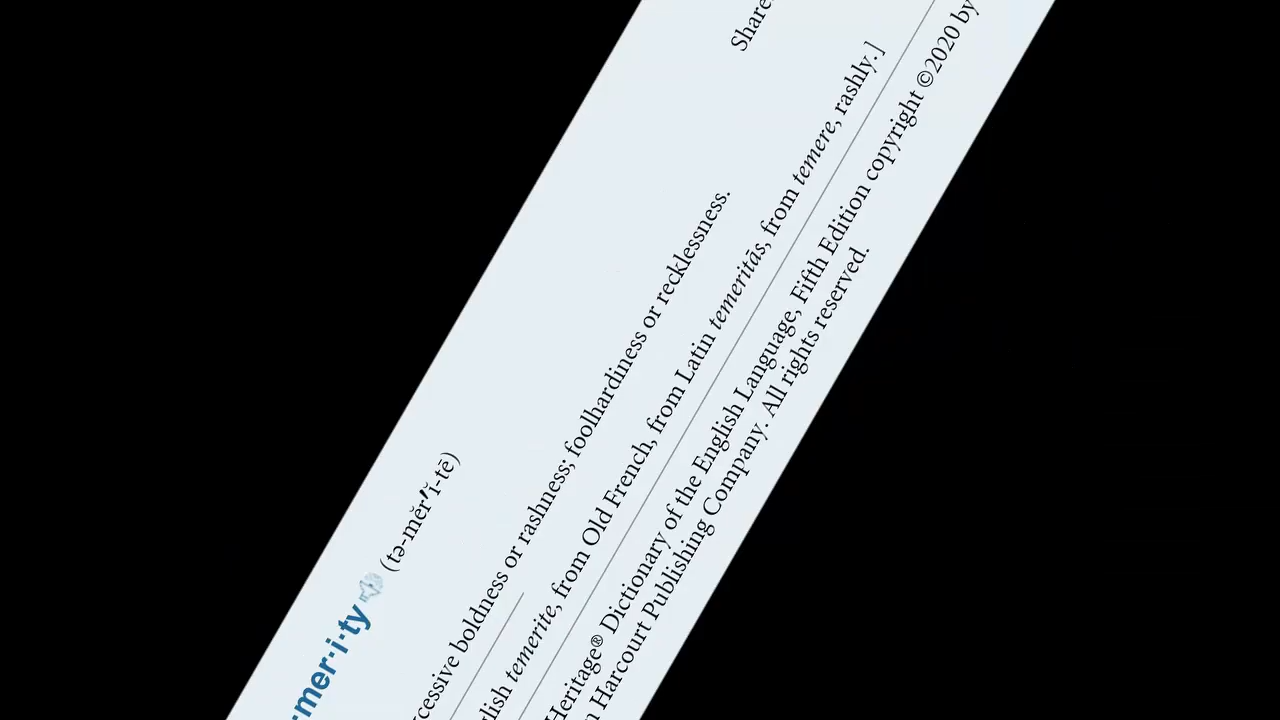 Share
·mer·i·ty (tə-mĕr′ĭ-tē)
boldness or rashness; foolhardiness or recklessness.
temerite, from Old French, from Latin temeritās, from temere, rashly.]
Heritage® Dictionary of the English Language, Fifth Edition copyright ©2020 by
Harcourt Publishing Company. All rights reserved.